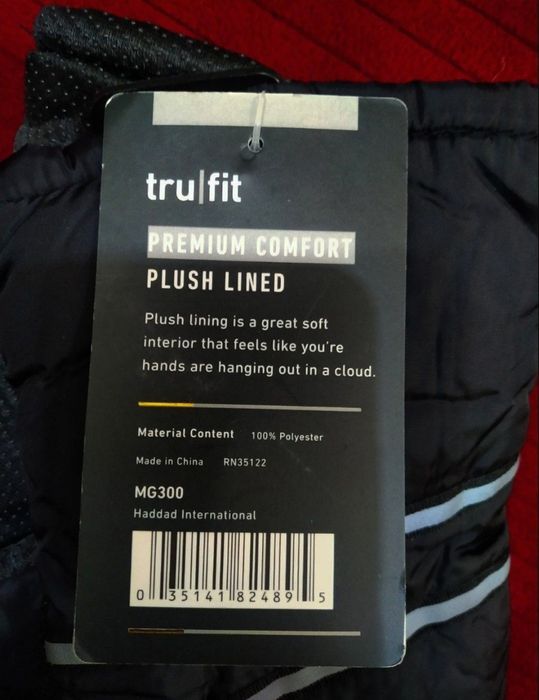 tru|fit
PREMIUM COMFORT
PLUSH LINED
Plush lining is a great soft
interior that feels like you're
hands are hanging out in a cloud.
Material Content 100% Polyester
Made in China RN35122
MG300
Haddad International
0 35141 82489 5